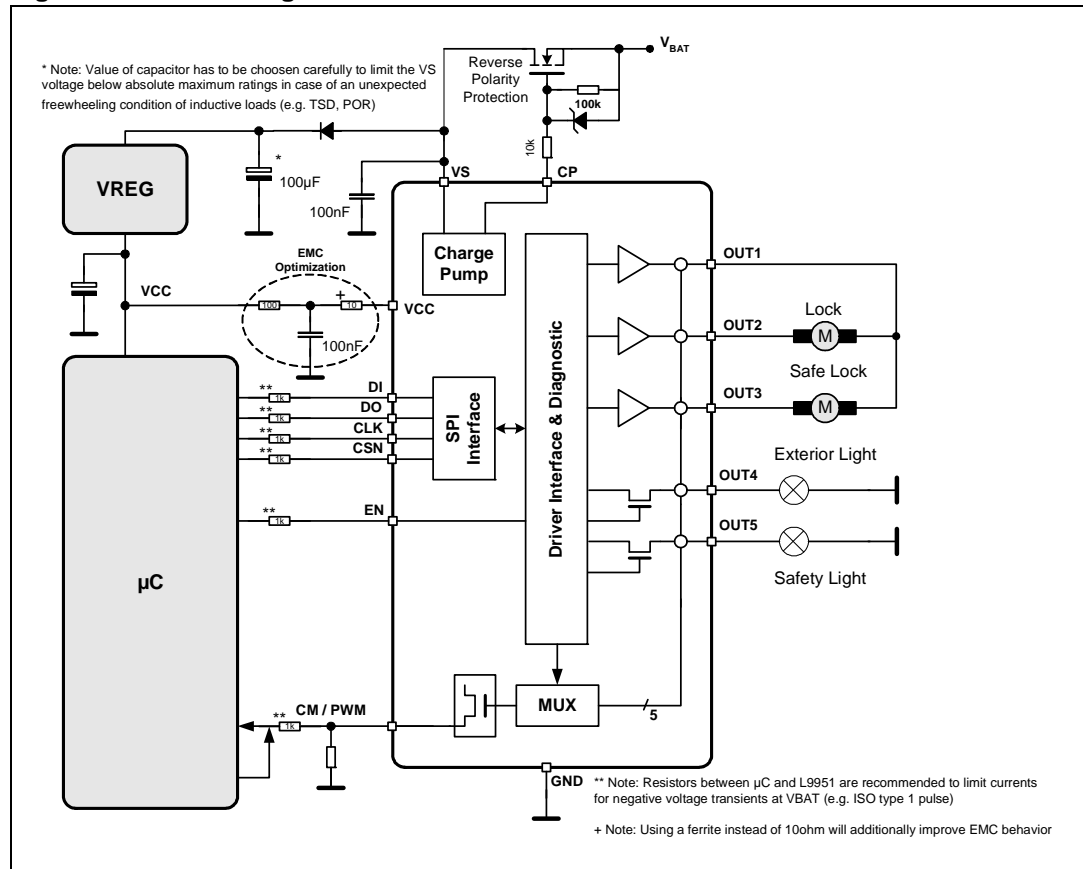 * Note: Value of capacitor has to be choosen carefully to limit the VS
voltage below absolute maximum ratings in case of an unexpected
freewheeling condition of inductive loads (e.g. TSD, POR)
Reverse
Polarity
Protection
VBAT
100k
10k
*
100µF
VREG
100nF
VS
CP
Charge
Pump
EMC
Optimization
VCC
100
+
10
VCC
100nF
OUT1
OUT2
Lock
M
Safe Lock
OUT3
M
Driver Interface & Diagnostic
SPI
Interface
** 1k DI
** 1k DO
** 1k CLK
** 1k CSN
** 1k EN
Exterior Light
OUT4
OUT5
Safety Light
µC
** 1k CM / PWM
MUX
5
GND
** Note: Resistors between µC and L9951 are recommended to limit currents
for negative voltage transients at VBAT (e.g. ISO type 1 pulse)
+ Note: Using a ferrite instead of 10ohm will additionally improve EMC behavior